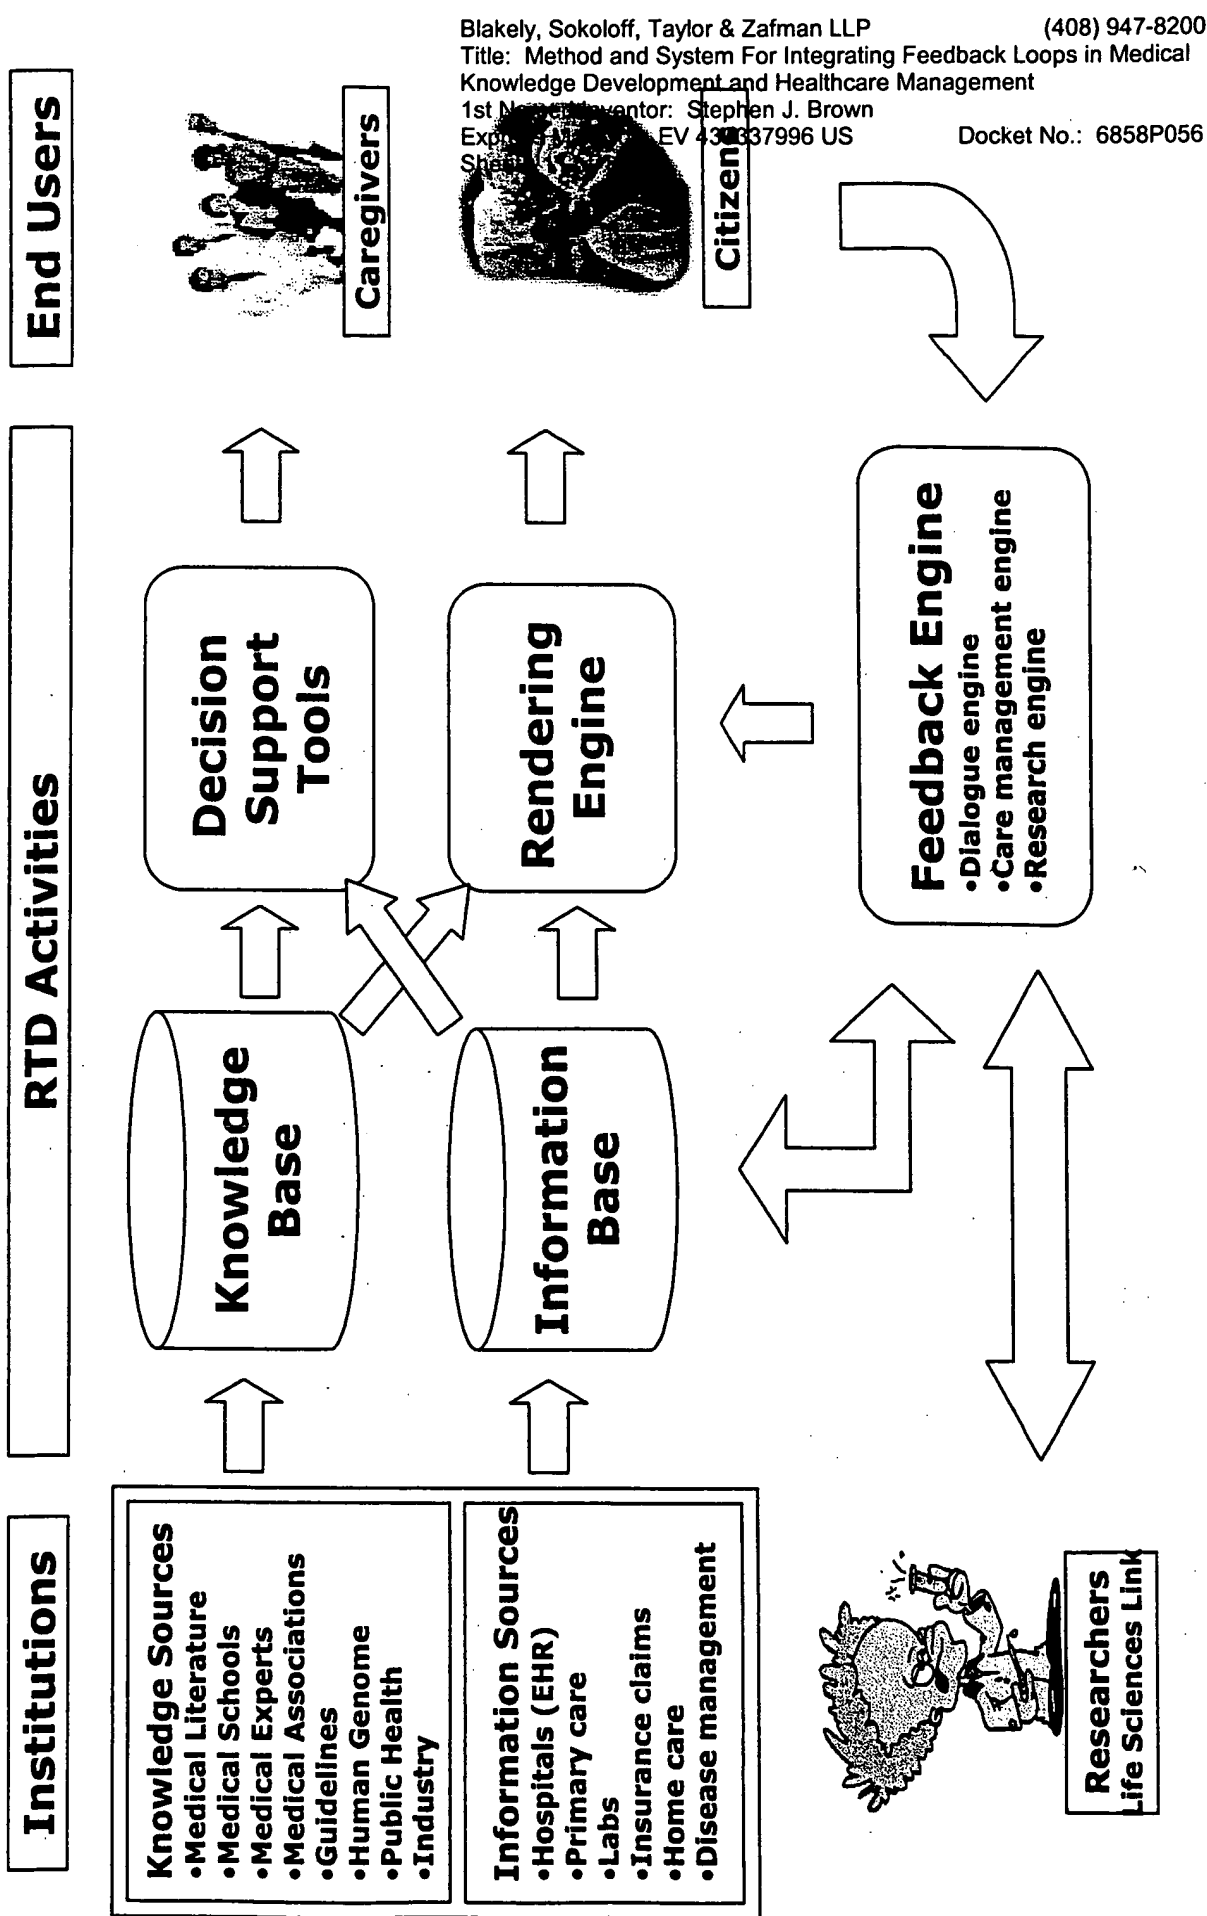 Blakely, Sokoloff, Taylor & Zafman LLP (408) 947-8200
Title: Method and System For Integrating Feedback Loops in Medical
Knowledge Development and Healthcare Management
1st Inventor: Stephen J. Brown
EV 437 US Docket No.: 6858P056
Institutions
RTD Activities
End Users
Knowledge Sources
•Medical Literature
•Medical Schools
•Medical Experts
•Medical Associations
•Guidelines
•Human Genome
•Public Health
•Industry
Information Sources
•Hospitals (EHR)
•Primary care
•Labs
•Insurance claims
•Home care
•Disease management
Knowledge
Base
Information
Base
Decision
Support
Tools
Rendering
Engine
Caregivers
Citizen
Feedback Engine
•Dialogue engine
•Care management engine
•Research engine
Researchers
Life Sciences Link